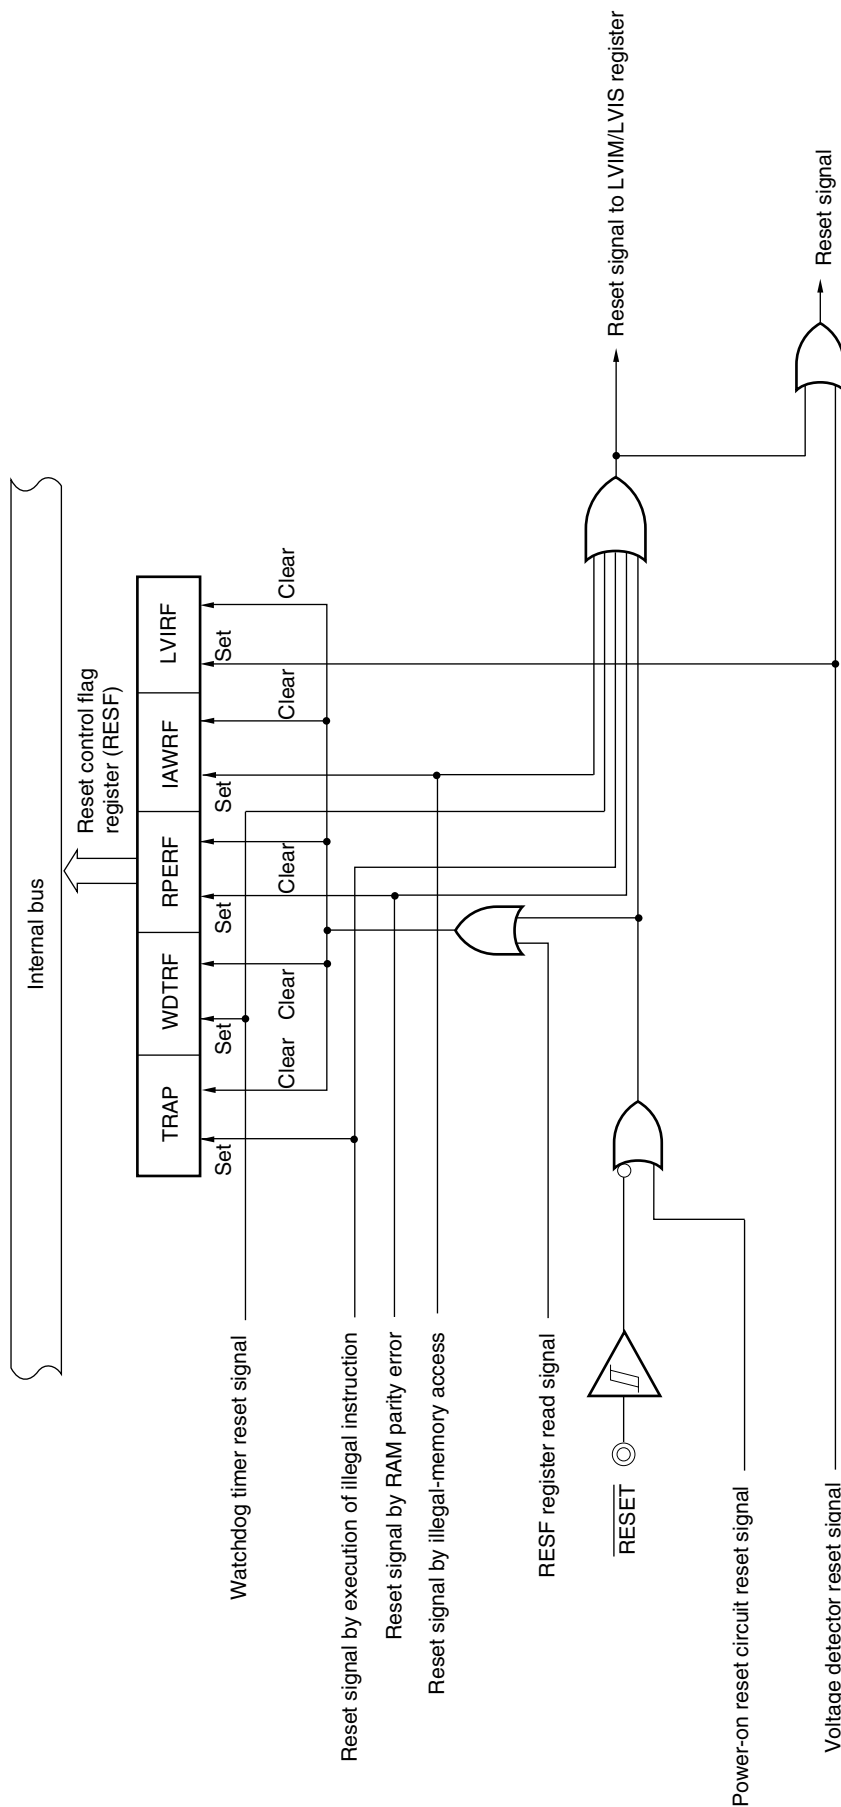 Internal bus
Reset control flag
register (RESF)
TRAP
WDTRF
RPERF
IAWRF
LVIRF
Set
Clear
Set
Clear
Set
Clear
Set
Clear
Set
Clear
Watchdog timer reset signal
Reset signal by execution of illegal instruction
Reset signal by RAM parity error
Reset signal by illegal-memory access
RESF register read signal
RESET
Reset signal to LVIM/LVIS register
Power-on reset circuit reset signal
Voltage detector reset signal
Reset signal